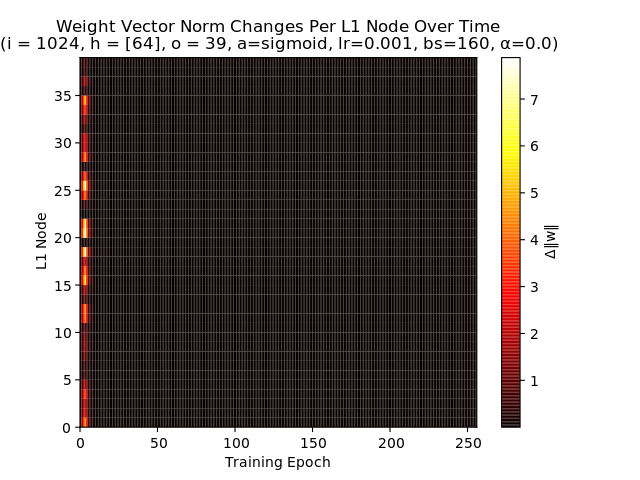 Weight Vector Norm Changes Per L1 Node Over Time
(i = 1024, h = [64], o = 39, a=sigmoid, lr=0.001, bs=160, α=0.0)
35
30
25
20
15
10
5
0
L1 Node
0 50 100 150 200 250
Training Epoch
7
6
5
4
3
2
1
Δ‖w‖